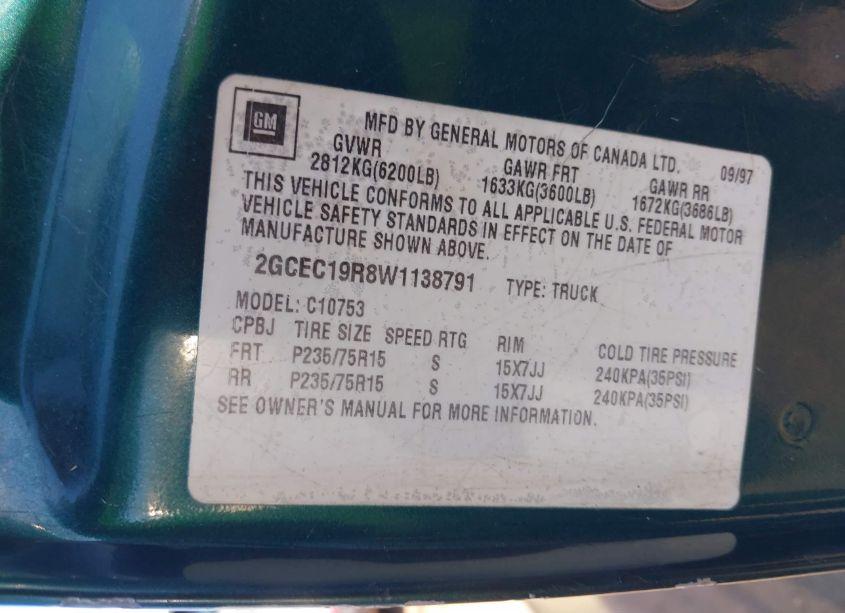 GM
MFD BY GENERAL MOTORS OF CANADA LTD. 09/97
GVWR GAWR FRT GAWR RR
2812KG(6200LB) 1633KG(3600LB) 1672KG(3686LB)
THIS VEHICLE CONFORMS TO ALL APPLICABLE U.S. FEDERAL MOTOR
VEHICLE SAFETY STANDARDS IN EFFECT ON THE DATE OF
MANUFACTURE SHOWN ABOVE.
2GCEC19R8W1138791 TYPE: TRUCK
MODEL: C10753
CPBJ TIRE SIZE SPEED RTG RIM COLD TIRE PRESSURE
FRT P235/75R15 S 15X7JJ 240KPA(35PSI)
RR P235/75R15 S 15X7JJ 240KPA(35PSI)
SEE OWNER'S MANUAL FOR MORE INFORMATION.